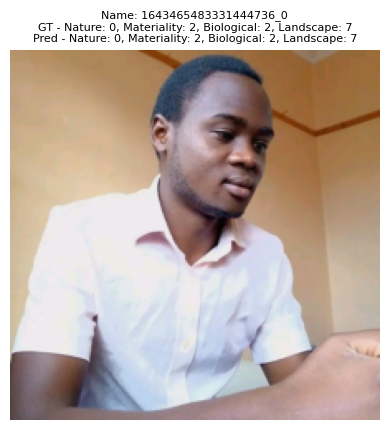 Name: 1643465483331444736_0
GT - Nature: 0, Materiality: 2, Biological: 2, Landscape: 7
Pred - Nature: 0, Materiality: 2, Biological: 2, Landscape: 7